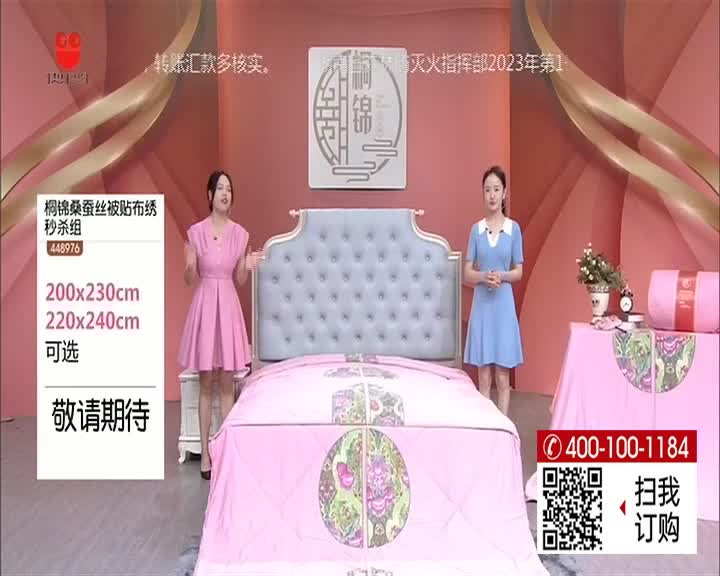 ，转账汇款多核实。
灭火指挥部2023年第1
桐锦
桐锦桑蚕丝被贴布绣
秒杀组
448976
200x230cm
220x240cm
可选
敬请期待
400-100-1184
扫我
订购